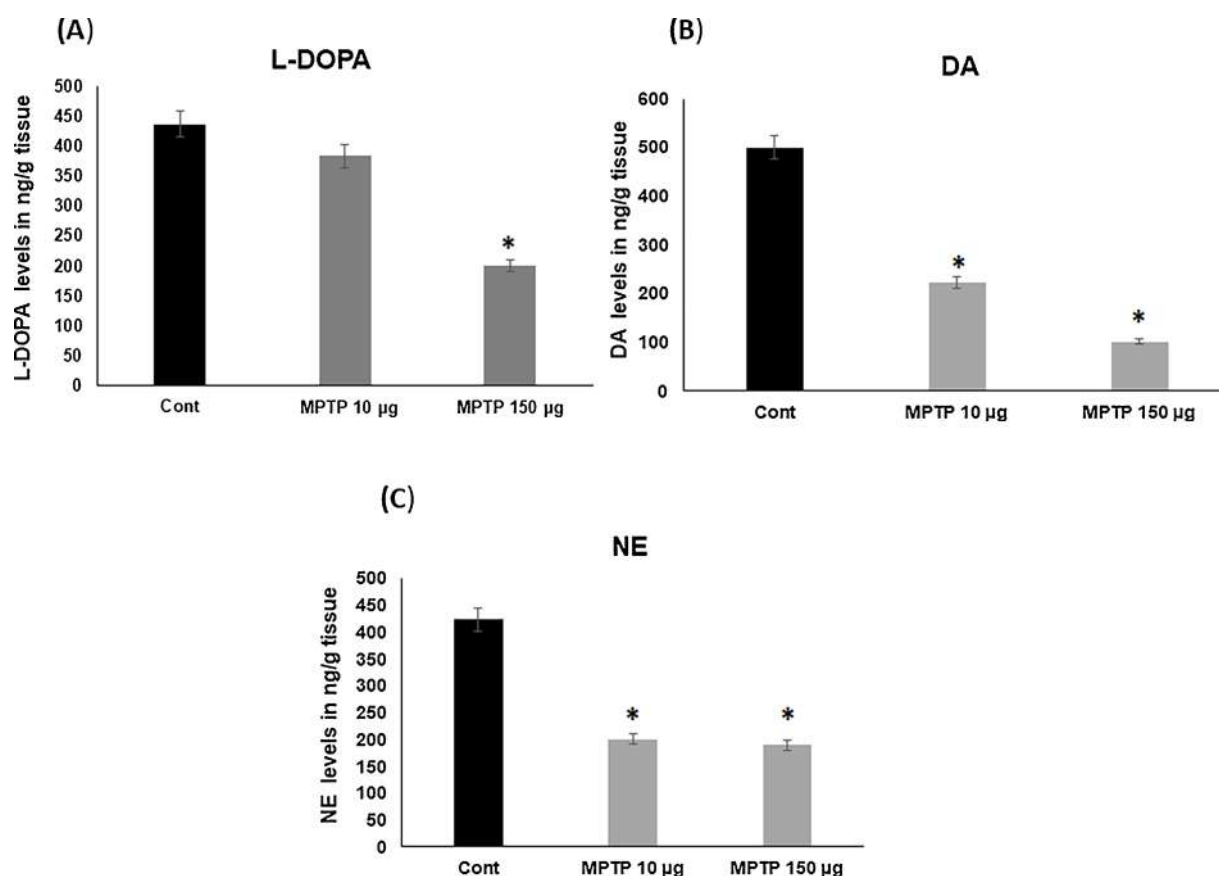 (A)
L-DOPA
L-DOPA levels in ng/g tissue
500
450
400
350
300
250
200
150
100
50
0
*
Cont MPTP 10 µg MPTP 150 µg
(B)
DA
DA levels in ng/g tissue
600
500
400
300
200
100
0
*
*
Cont MPTP 10 µg MPTP 150 µg
(C)
NE
NE levels in ng/g tissue
500
450
400
350
300
250
200
150
100
50
0
* *
Cont MPTP 10 µg MPTP 150 µg